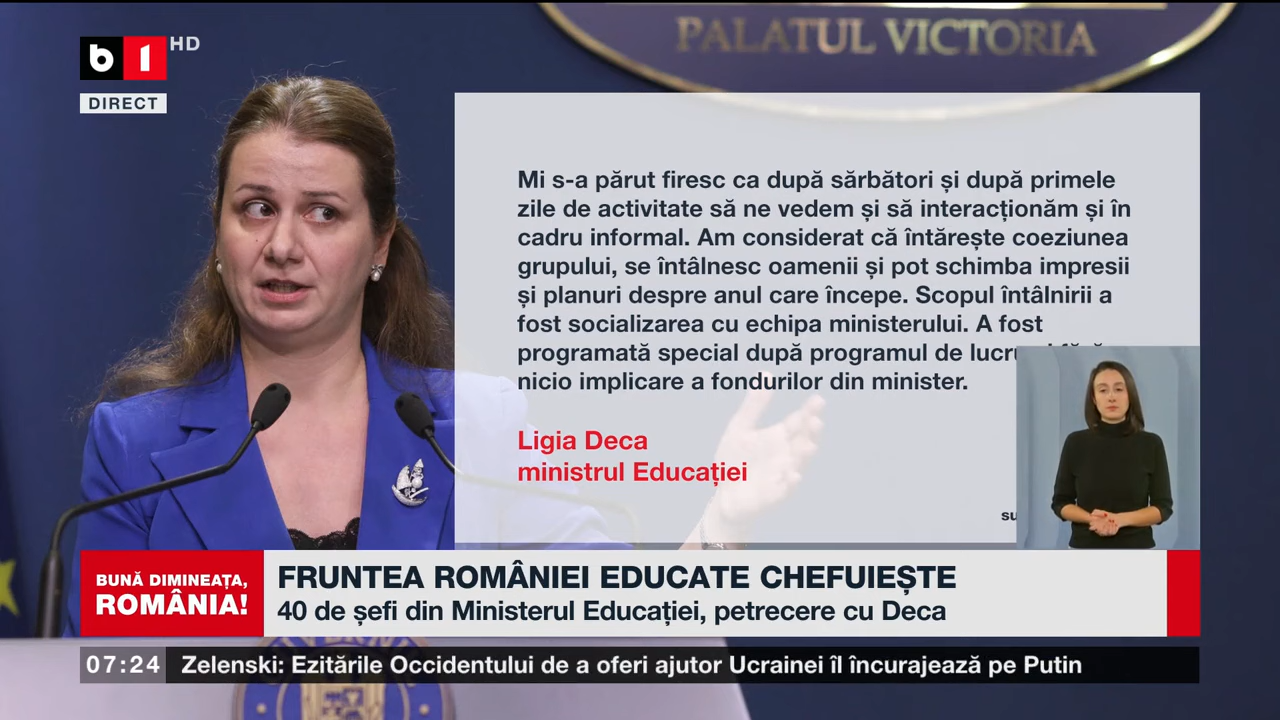 PALATUL VICTORIA
b1 HD
DIRECT
Mi s-a părut firesc ca după sărbători și după primele
zile de activitate să ne vedem și să interacționăm și în
cadru informal. Am considerat că întărește coeziunea
grupului, se întâlnesc oamenii și pot schimba impresii
și planuri despre anul care începe. Scopul întâlnirii a
fost socializarea cu echipa ministerului. A fost
programată special după programul de
nicio implicare a fondurilor din minister.
Ligia Deca
ministrul Educației
BUNĂ DIMINEAȚA,
ROMÂNIA!
FRUNTEA ROMÂNIEI EDUCATE CHEFUIEȘTE
40 de șefi din Ministerul Educației, petrecere cu Deca
07:24 Zelenski: Ezitările Occidentului de a oferi ajutor Ucrainei îl încurajează pe Putin